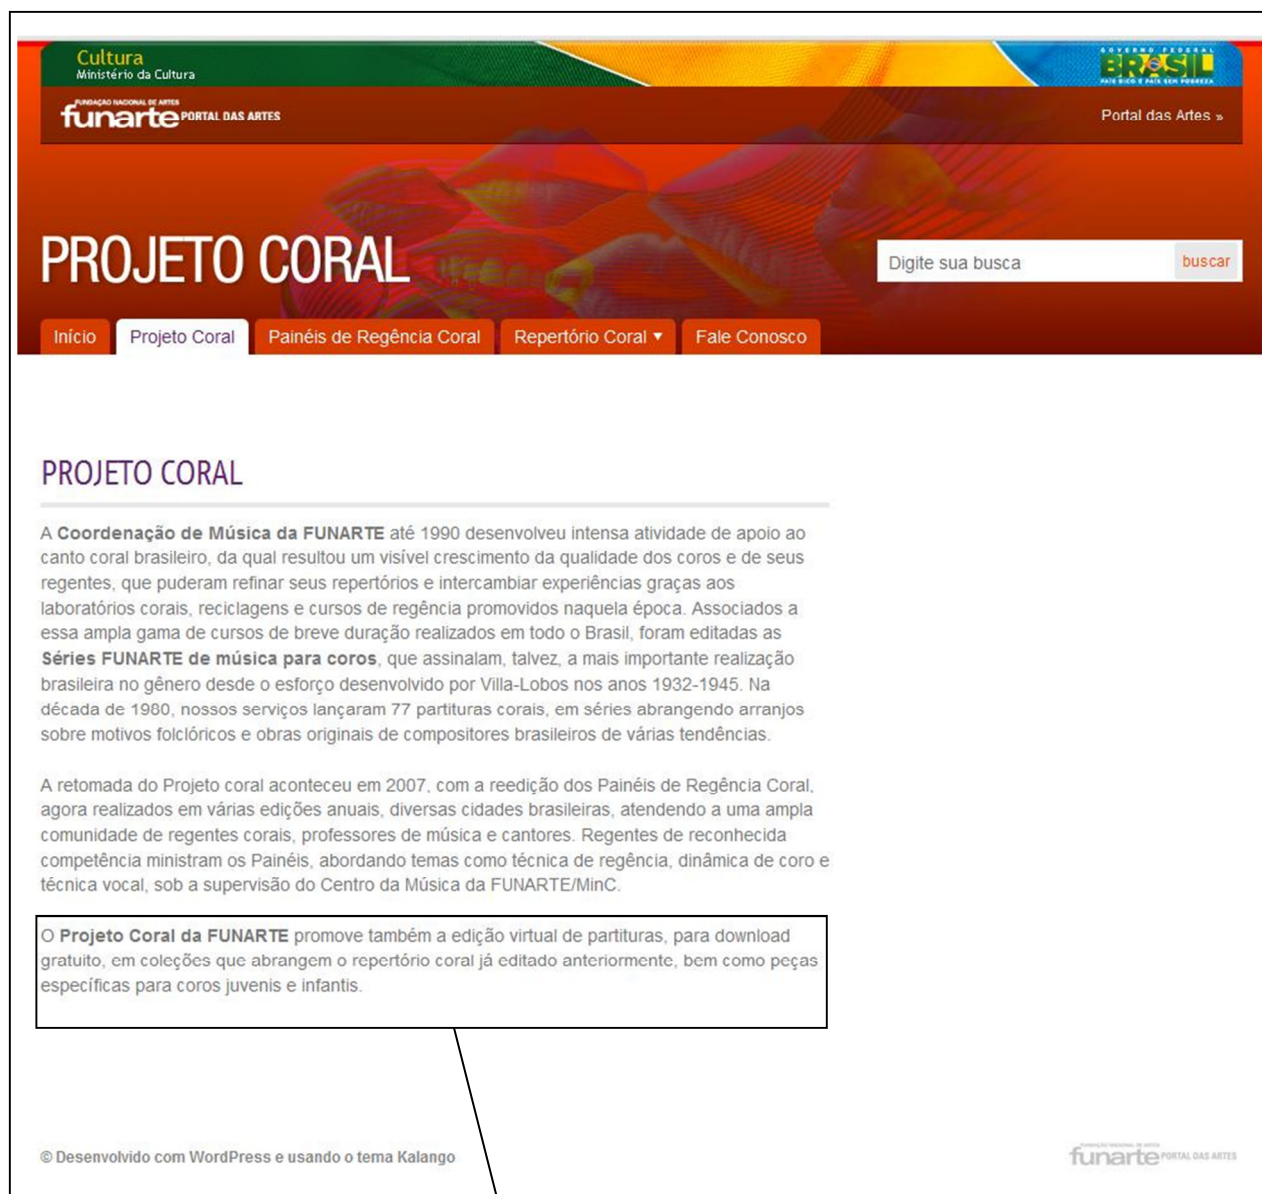 Cultura
Ministério da Cultura
GOVERNO FEDERAL
BRASIL
PAÍS RICO É PAÍS SEM POBREZA
FUNDAÇÃO NACIONAL DE ARTES
funarte PORTAL DAS ARTES
Portal das Artes »
PROJETO CORAL
Digite sua busca
buscar
Início
Projeto Coral
Painéis de Regência Coral
Repertório Coral ▼
Fale Conosco
PROJETO CORAL
A Coordenação de Música da FUNARTE até 1990 desenvolveu intensa atividade de apoio ao
canto coral brasileiro, da qual resultou um visível crescimento da qualidade dos coros e de seus
regentes, que puderam refinar seus repertórios e intercambiar experiências graças aos
laboratórios corais, reciclagens e cursos de regência promovidos naquela época. Associados a
essa ampla gama de cursos de breve duração realizados em todo o Brasil, foram editadas as
Séries FUNARTE de música para coros, que assinalam, talvez, a mais importante realização
brasileira no gênero desde o esforço desenvolvido por Villa-Lobos nos anos 1932-1945. Na
década de 1980, nossos serviços lançaram 77 partituras corais, em séries abrangendo arranjos
sobre motivos folclóricos e obras originais de compositores brasileiros de várias tendências.
A retomada do Projeto coral aconteceu em 2007, com a reedição dos Painéis de Regência Coral,
agora realizados em várias edições anuais, diversas cidades brasileiras, atendendo a uma ampla
comunidade de regentes corais, professores de música e cantores. Regentes de reconhecida
competência ministram os Painéis, abordando temas como técnica de regência, dinâmica de coro e
técnica vocal, sob a supervisão do Centro da Música da FUNARTE/MinC.
O Projeto Coral da FUNARTE promove também a edição virtual de partituras, para download
gratuito, em coleções que abrangem o repertório coral já editado anteriormente, bem como peças
específicas para coros juvenis e infantis.
© Desenvolvido com WordPress e usando o tema Kalango
FUNDAÇÃO NACIONAL DE ARTES
funarte PORTAL DAS ARTES